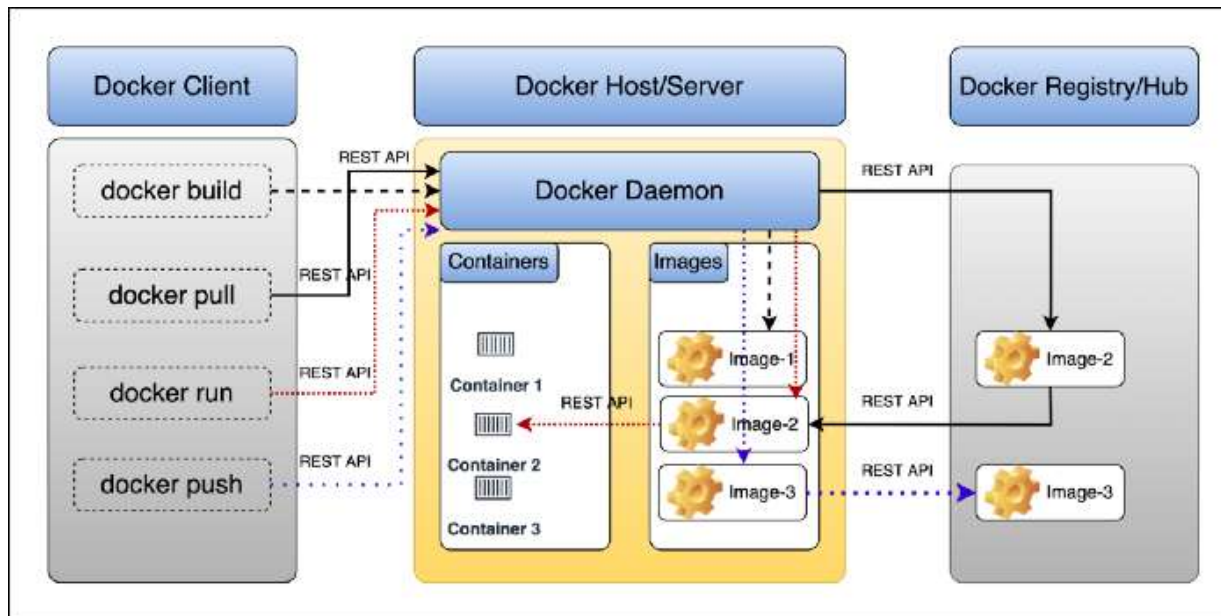 Docker Client
Docker Host/Server
Docker Registry/Hub
docker build
docker pull
docker run
docker push
REST API
REST API
REST API
REST API
Docker Daemon
Containers
Container 1
Container 2
Container 3
REST API
Images
Image-1
Image-2
Image-3
REST API
REST API
REST API
Image-2
Image-3